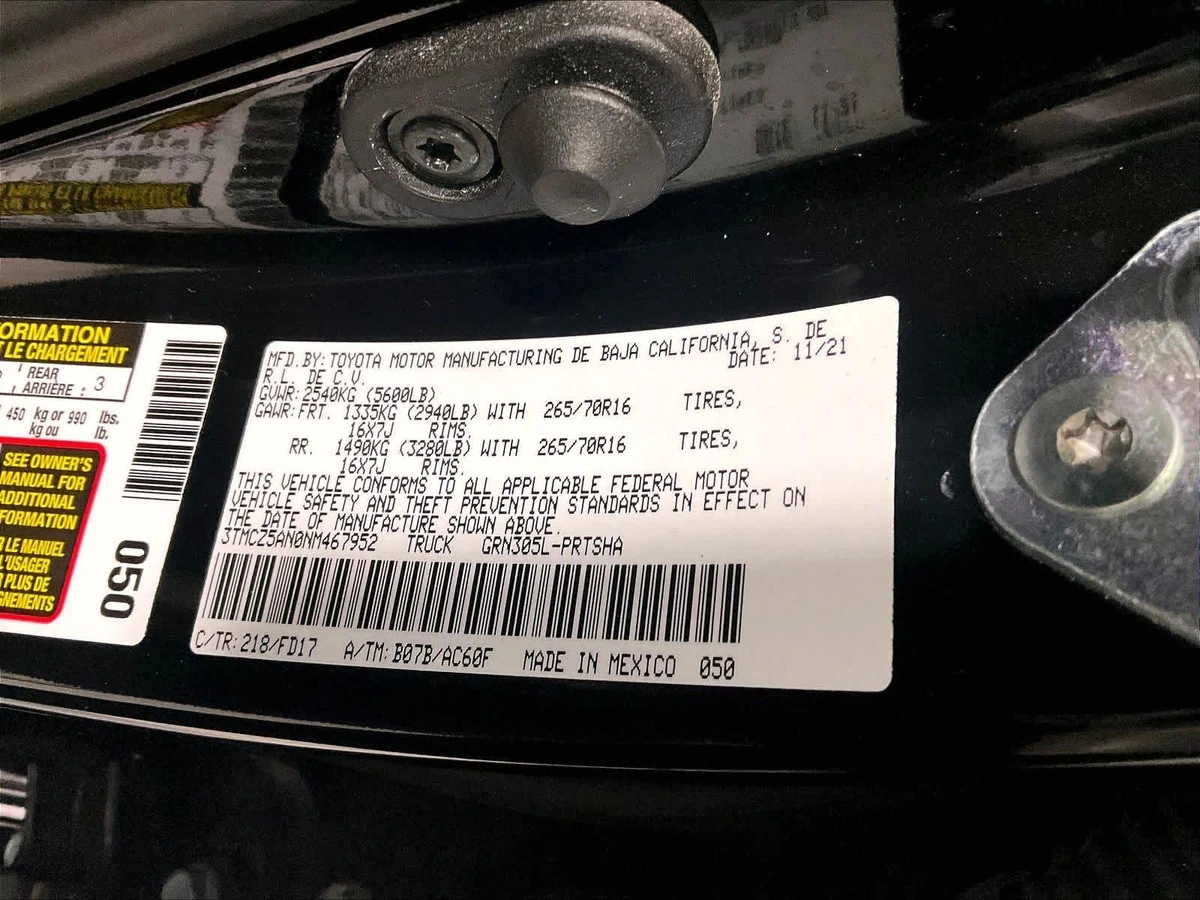 ORMATION
T LE CHARGEMENT
REAR
ARRIÈRE : 3
450 kg or 990 lbs.
kg ou lb.
SEE OWNER'S
MANUAL FOR
ADDITIONAL
FORMATION
R LE MANUEL
L'USAGER
R PLUS DE
GNEMENTS
050
MFD.BY:TOYOTA MOTOR MANUFACTURING DE BAJA CALIFORNIA, S. DE
R.L. DE C.V. DATE: 11/21
GVWR:2540KG (5600LB)
GAWR:FRT. 1335KG (2940LB) WITH 265/70R16 TIRES,
16X7J RIMS.
RR. 1490KG (3280LB) WITH 265/70R16 TIRES,
16X7J RIMS.
THIS VEHICLE CONFORMS TO ALL APPLICABLE FEDERAL MOTOR
VEHICLE SAFETY AND THEFT PREVENTION STANDARDS IN EFFECT ON
THE DATE OF MANUFACTURE SHOWN ABOVE.
3TMCZ5AN0NM467952 TRUCK GRN305L-PRTSHA
C/TR:218/FD17 A/TM:B07B/AC60F MADE IN MEXICO 050